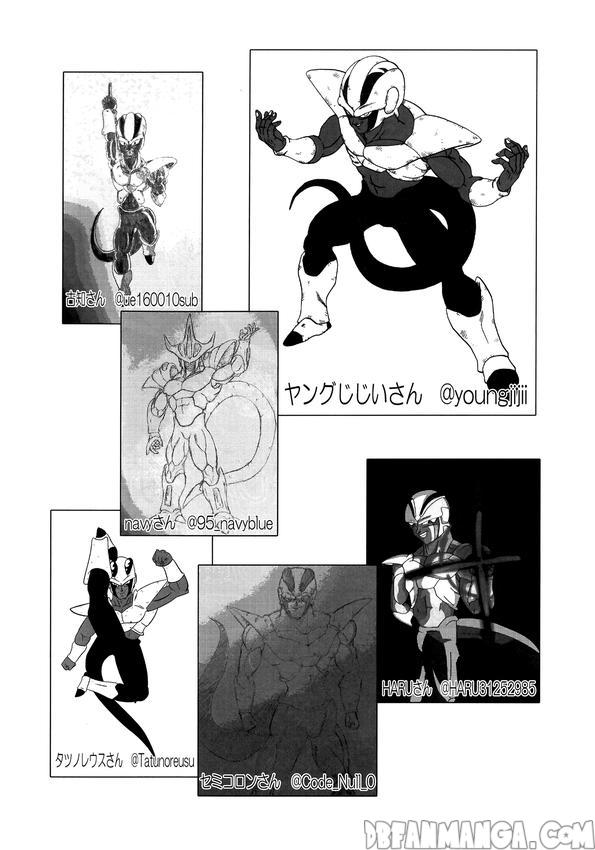 古知さん @ue160010sub
ヤングじじいさん @youngjijii
navyさん @95_navyblue
HARUさん @HARU31252985
タツノレウスさん @Tatunoreusu
セミコロンさん @Code_Null_0
DBFANMANGA.COM